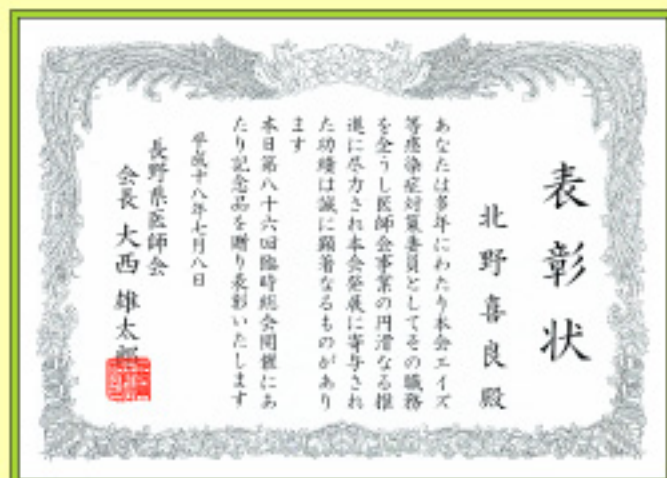 表彰状
北野喜良殿
あなたは多年にわたり本会エイズ
等感染症対策委員としてその職務
を全うし医師会事業の円滑なる推
進に尽力され本会発展に寄与され
た功績は誠に顕著なるものがあり
ます
本日第八十六回臨時総会開催にあ
たり記念品を贈り表彰いたします
平成十八年七月八日
長野県医師会
会長 大西雄太郎